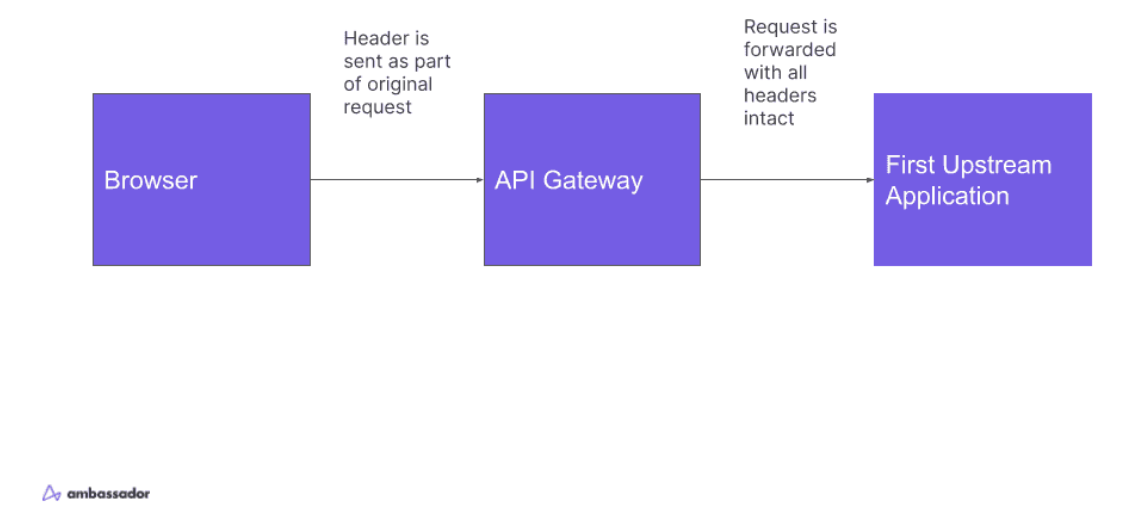 Header is
sent as part
of original
request
Request is
forwarded
with all
headers
intact
Browser
API Gateway
First Upstream
Application
ambassador